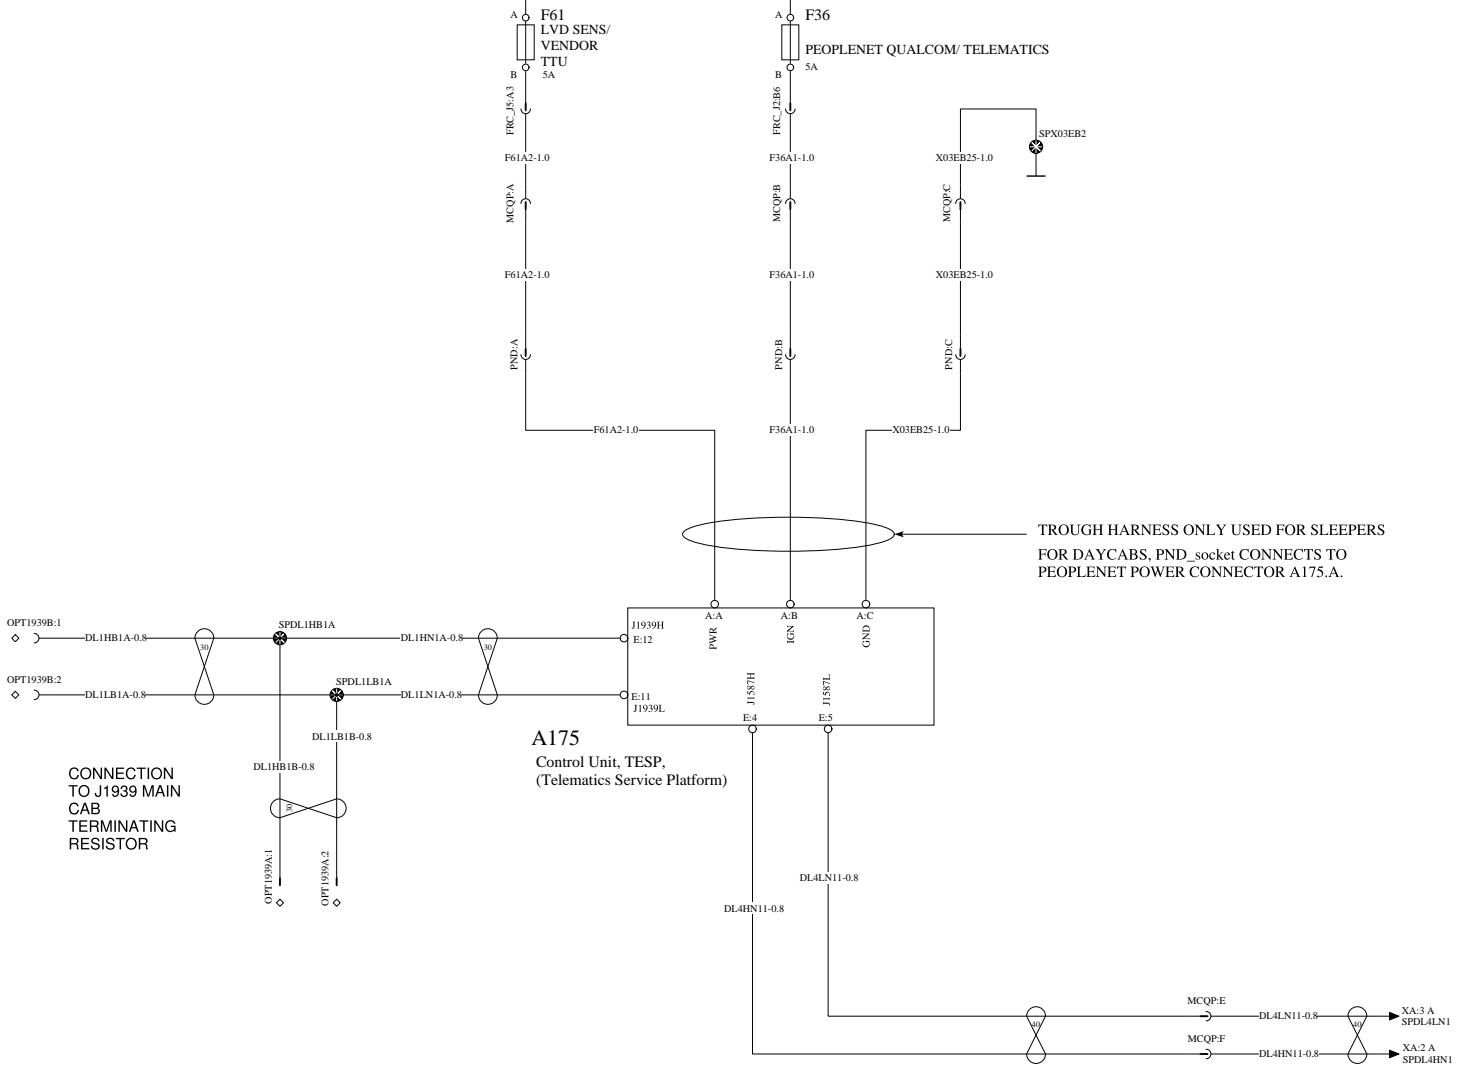 A F61
LVD SENS/
VENDOR
TTU
B 5A
FRC_J5:A3
F61A2-1.0
MCQP:A
F61A2-1.0
PND:A
F61A2-1.0
A F36
PEOPLENET QUALCOM/ TELEMATICS
B 5A
FRC_J2:B6
F36A1-1.0
MCQP:B
F36A1-1.0
PND:B
F36A1-1.0
SPX03EB2
X03EB25-1.0
MCQP:C
X03EB25-1.0
PND:C
X03EB25-1.0
TROUGH HARNESS ONLY USED FOR SLEEPERS
FOR DAYCABS, PND_socket CONNECTS TO
PEOPLENET POWER CONNECTOR A175.A.
OPT1939B:1
DL1HB1A-0.8
30
SPDL1HB1A
DL1HN1A-0.8
30
J1939H
E:12
A:A
PWR
A:B
IGN
A:C
GND
OPT1939B:2
DL1LB1A-0.8
SPDL1LB1A
DL1LN1A-0.8
E:11
J1939L
J1587H
E:4
J1587L
E:5
A175
Control Unit, TESP,
(Telematics Service Platform)
DL1LB1B-0.8
DL1HB1B-0.8
30
CONNECTION
TO J1939 MAIN
CAB
TERMINATING
RESISTOR
OPT1939A:1
OPT1939A:2
DL4LN11-0.8
DL4HN11-0.8
40
MCQP:E
DL4LN11-0.8
40
XA:3 A
SPDL4LN1
MCQP:F
DL4HN11-0.8
XA:2 A
SPDL4HN1